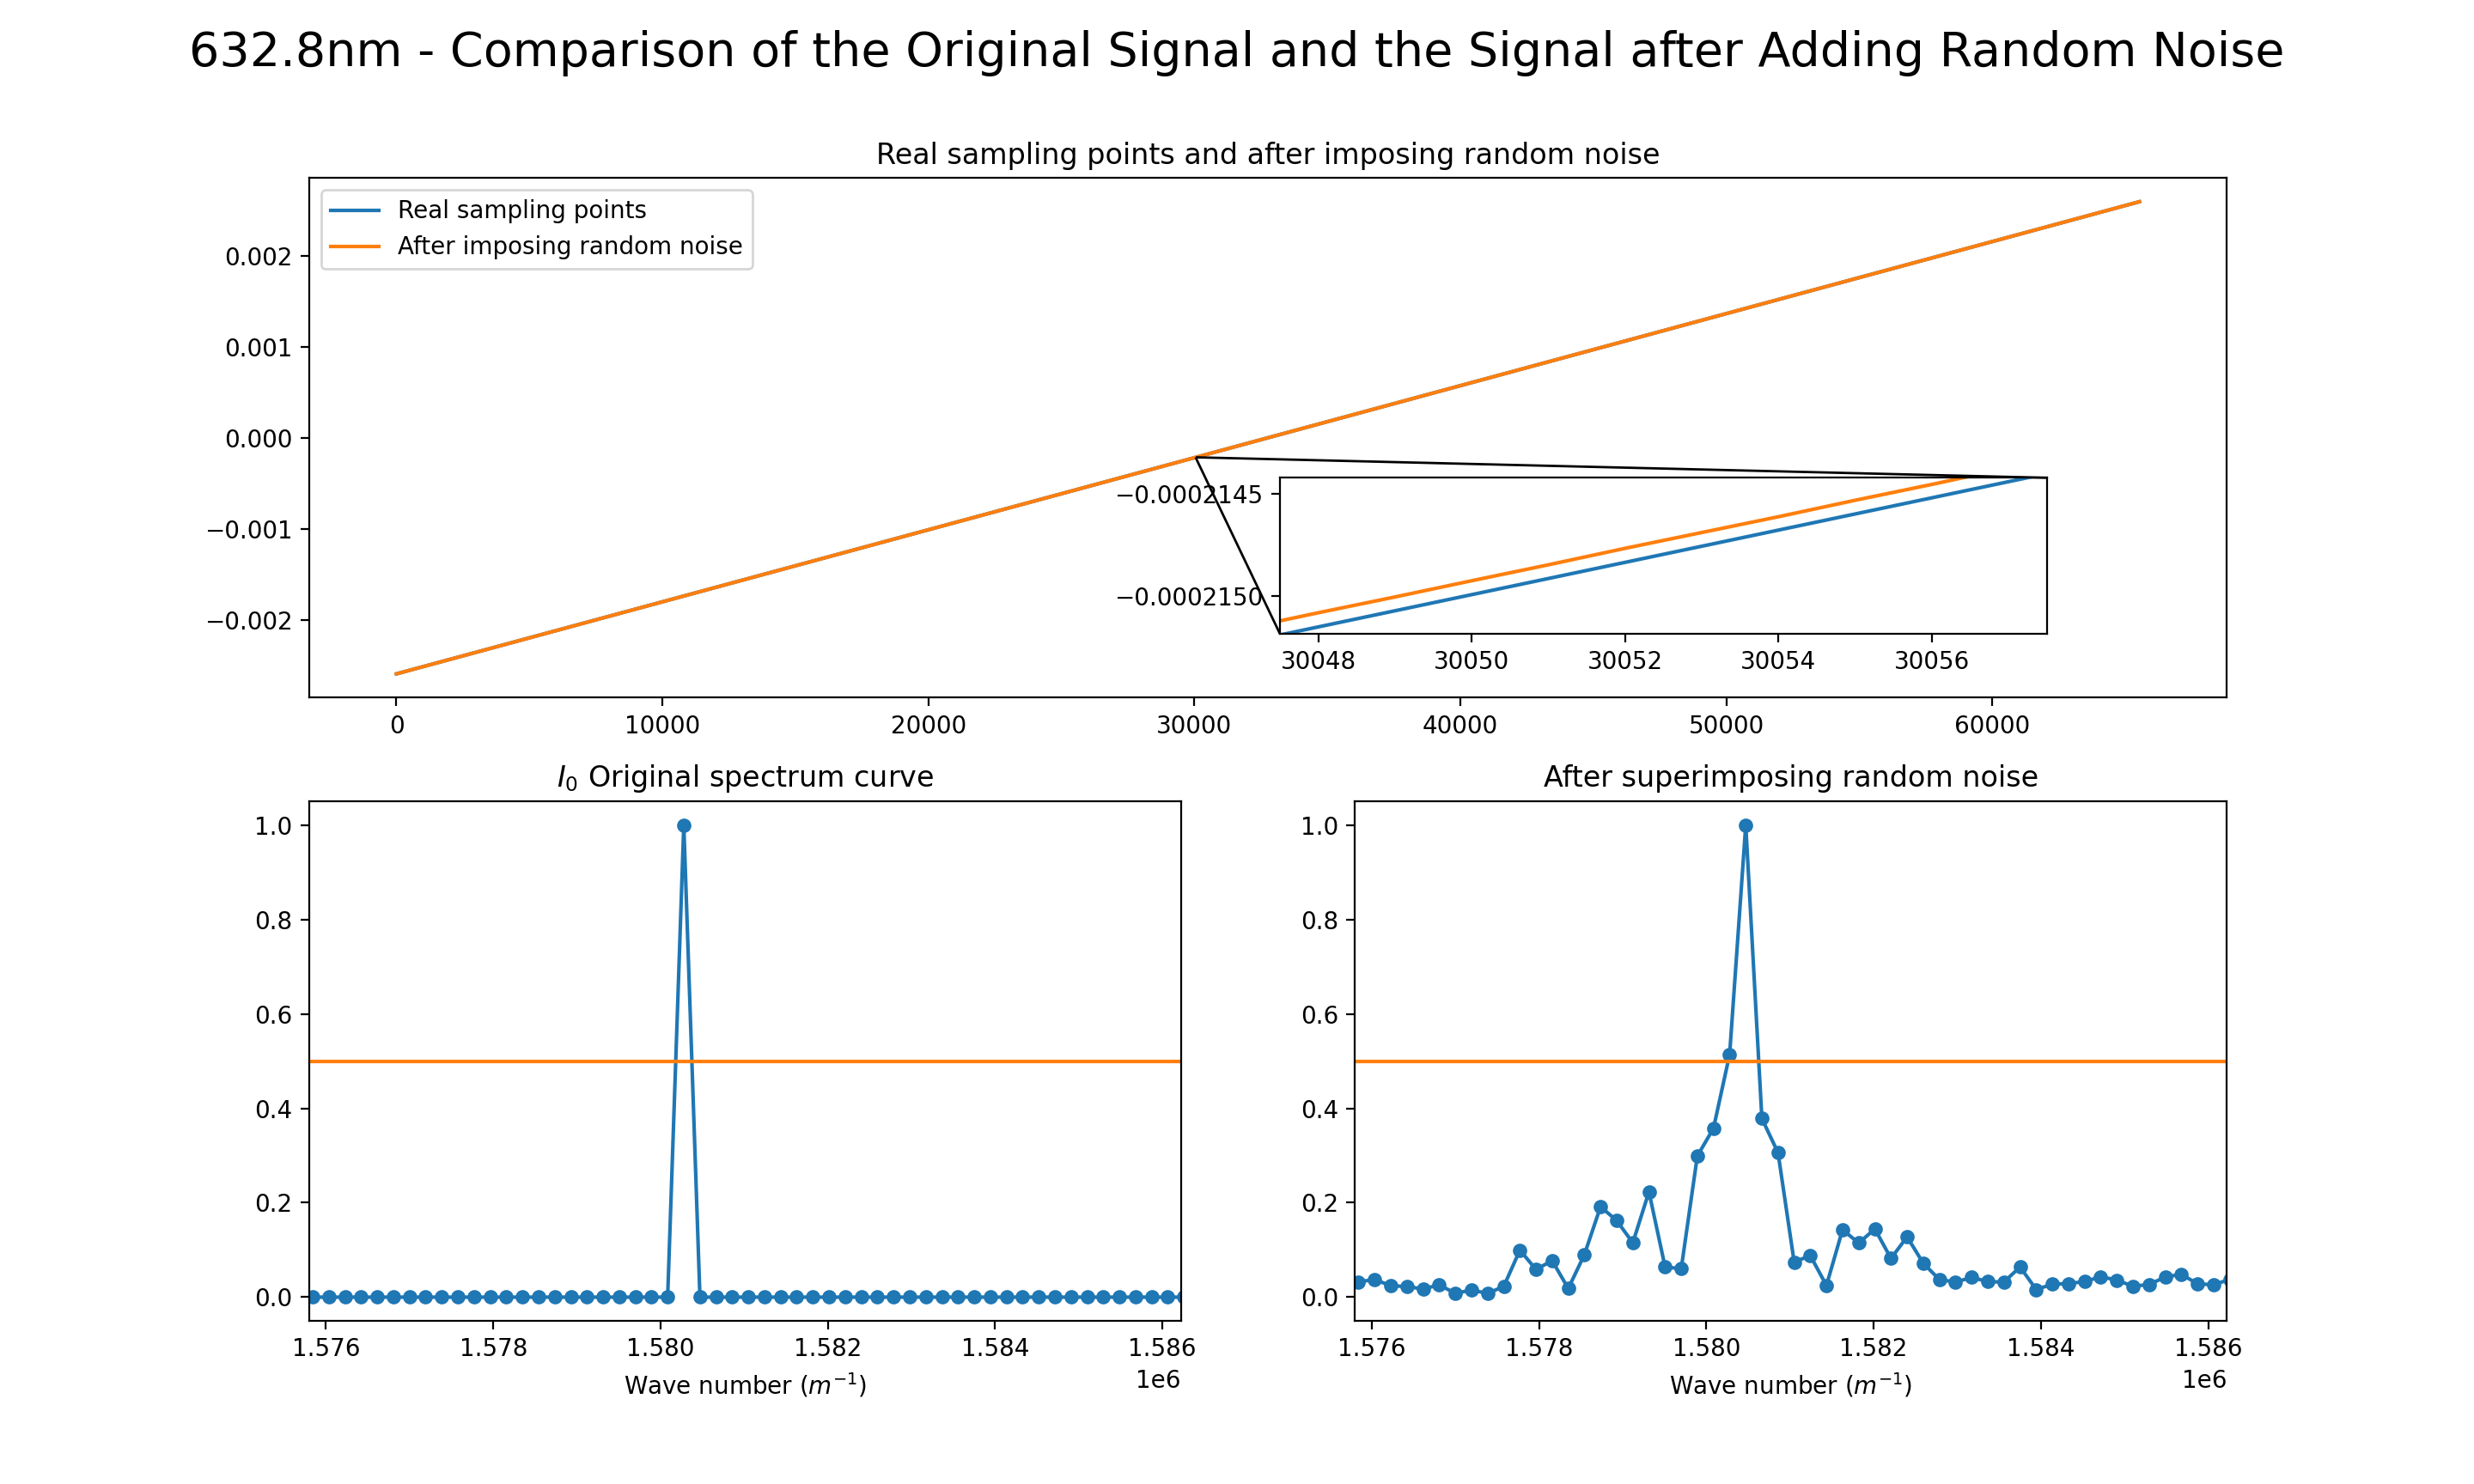 632.8nm - Comparison of the Original Signal and the Signal after Adding Random Noise
Real sampling points and after imposing random noise
Real sampling points
After imposing random noise
0.002
0.001
0.000
−0.001
−0.002
−0.0002145
−0.0002150
30048 30050 30052 30054 30056
0 10000 20000 30000 40000 50000 60000
I₀ Original spectrum curve
1.0
0.8
0.6
0.4
0.2
0.0
1.576 1.578 1.580 1.582 1.584 1.586
1e6
Wave number (m⁻¹)
After superimposing random noise
1.0
0.8
0.6
0.4
0.2
0.0
1.576 1.578 1.580 1.582 1.584 1.586
1e6
Wave number (m⁻¹)